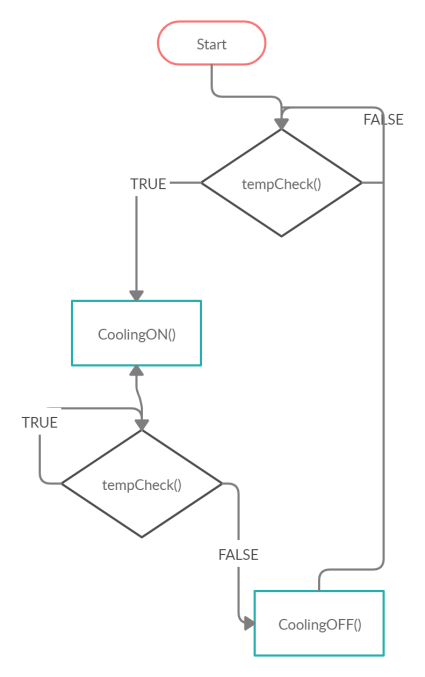 Start
FALSE
TRUE
tempCheck()
CoolingON()
TRUE
tempCheck()
FALSE
CoolingOFF()